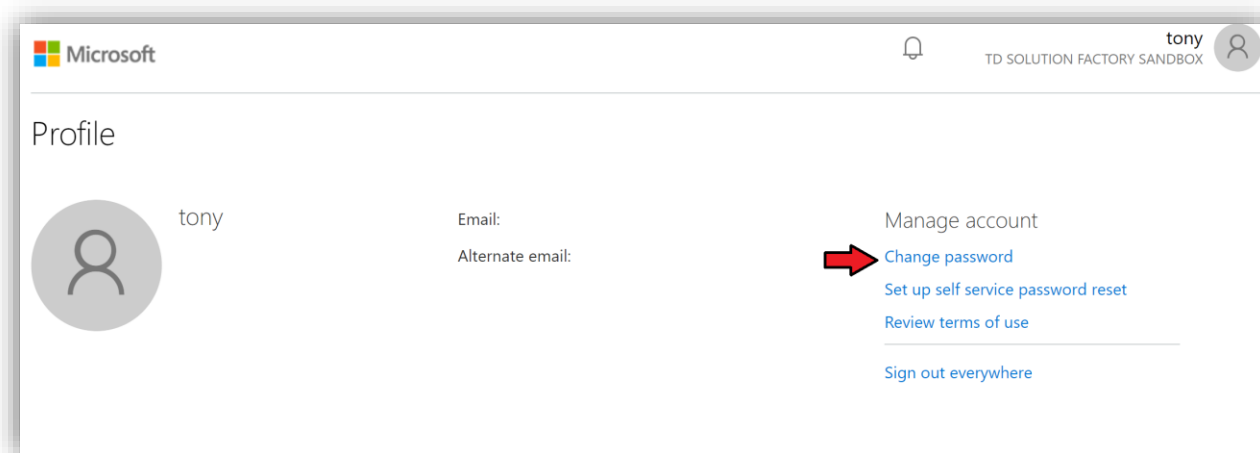 Microsoft
tony
TD SOLUTION FACTORY SANDBOX
Profile
tony
Email:
Alternate email:
Manage account
Change password
Set up self service password reset
Review terms of use
Sign out everywhere